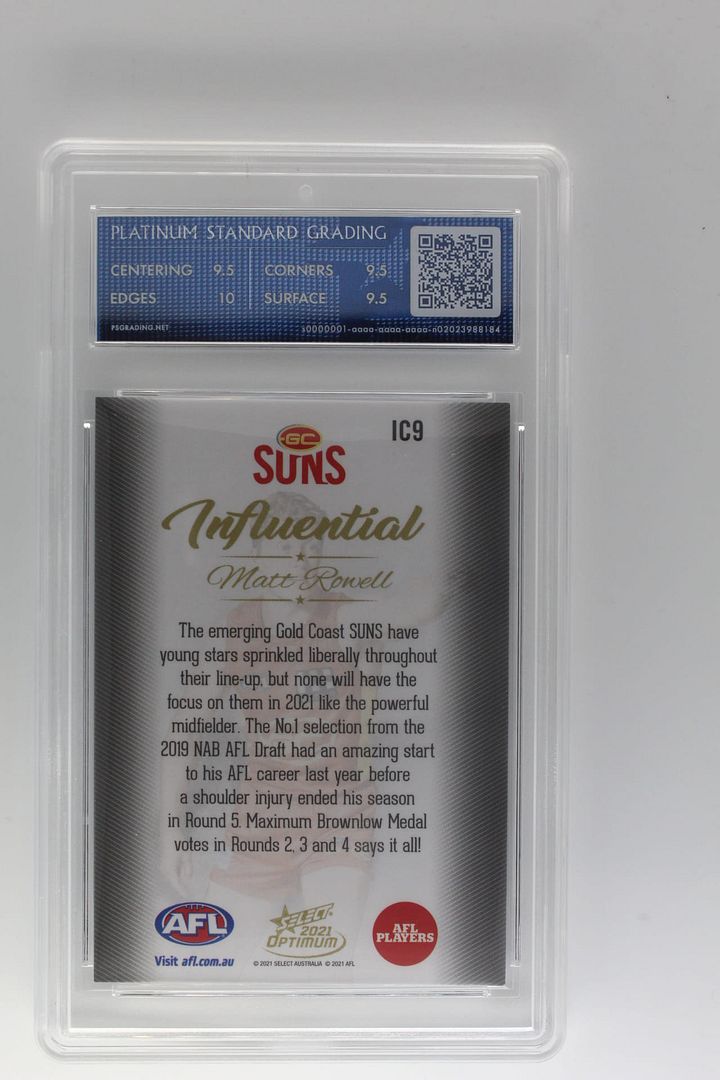 PLATINUM STANDARD GRADING
CENTERING 9.5 CORNERS 9.5
EDGES 10 SURFACE 9.5
PSGRADING.NET s0000001-aaaa-aaaa-aaaa-n02023988184
IC9
GC
SUNS
Influential
Matt Rowell
The emerging Gold Coast SUNS have
young stars sprinkled liberally throughout
their line-up, but none will have the
focus on them in 2021 like the powerful
midfielder. The No.1 selection from the
2019 NAB AFL Draft had an amazing start
to his AFL career last year before
a shoulder injury ended his season
in Round 5. Maximum Brownlow Medal
votes in Rounds 2, 3 and 4 says it all!
AFL
Visit afl.com.au
SELECT
2021
OPTIMUM
© 2021 SELECT AUSTRALIA © 2021 AFL
AFL
PLAYERS